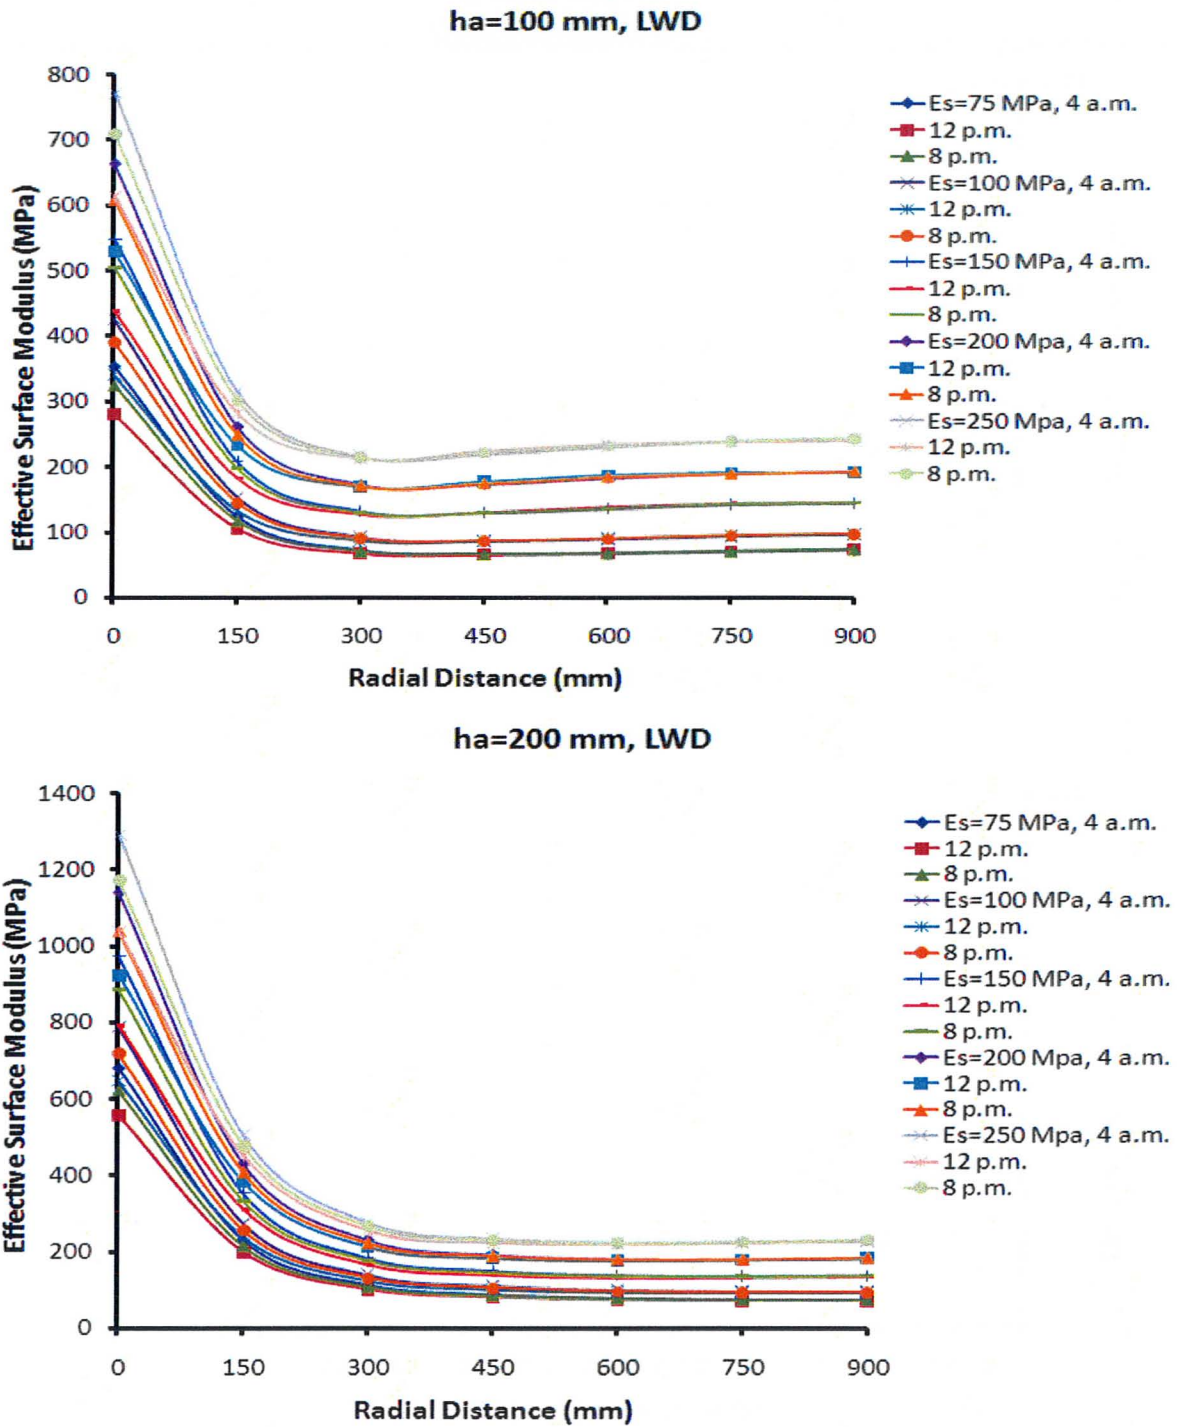 ha=100 mm, LWD
Effective Surface Modulus (MPa)
800
700
600
500
400
300
200
100
0
0 150 300 450 600 750 900
Radial Distance (mm)
Es=75 MPa, 4 a.m.
12 p.m.
8 p.m.
Es=100 MPa, 4 a.m.
12 p.m.
8 p.m.
Es=150 MPa, 4 a.m.
12 p.m.
8 p.m.
Es=200 Mpa, 4 a.m.
12 p.m.
8 p.m.
Es=250 Mpa, 4 a.m.
12 p.m.
8 p.m.
ha=200 mm, LWD
Effective Surface Modulus (MPa)
1400
1200
1000
800
600
400
200
0
0 150 300 450 600 750 900
Radial Distance (mm)
Es=75 MPa, 4 a.m.
12 p.m.
8 p.m.
Es=100 MPa, 4 a.m.
12 p.m.
8 p.m.
Es=150 MPa, 4 a.m.
12 p.m.
8 p.m.
Es=200 Mpa, 4 a.m.
12 p.m.
8 p.m.
Es=250 Mpa, 4 a.m.
12 p.m.
8 p.m.